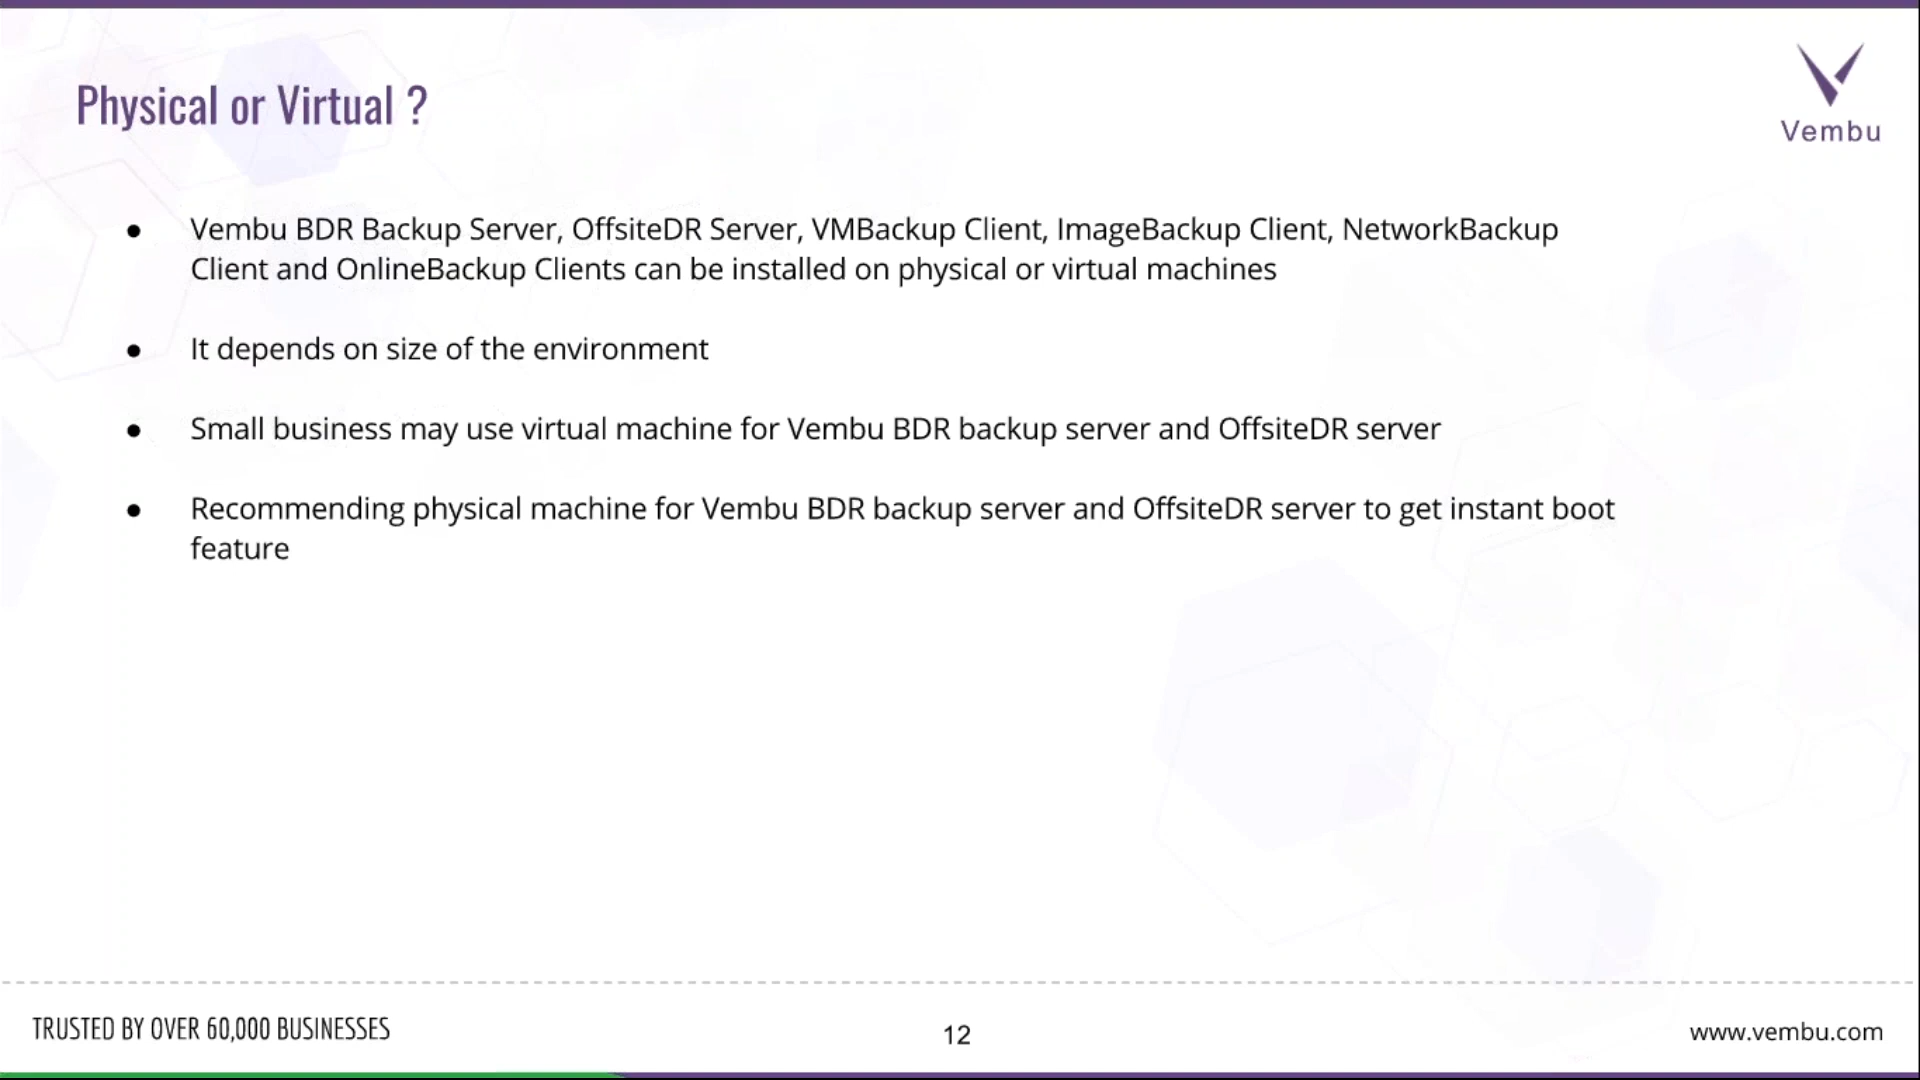 Physical or Virtual ?
Vembu
● Vembu BDR Backup Server, OffsiteDR Server, VMBackup Client, ImageBackup Client, NetworkBackup
Client and OnlineBackup Clients can be installed on physical or virtual machines
● It depends on size of the environment
● Small business may use virtual machine for Vembu BDR backup server and OffsiteDR server
● Recommending physical machine for Vembu BDR backup server and OffsiteDR server to get instant boot
feature
TRUSTED BY OVER 60,000 BUSINESSES
12
www.vembu.com